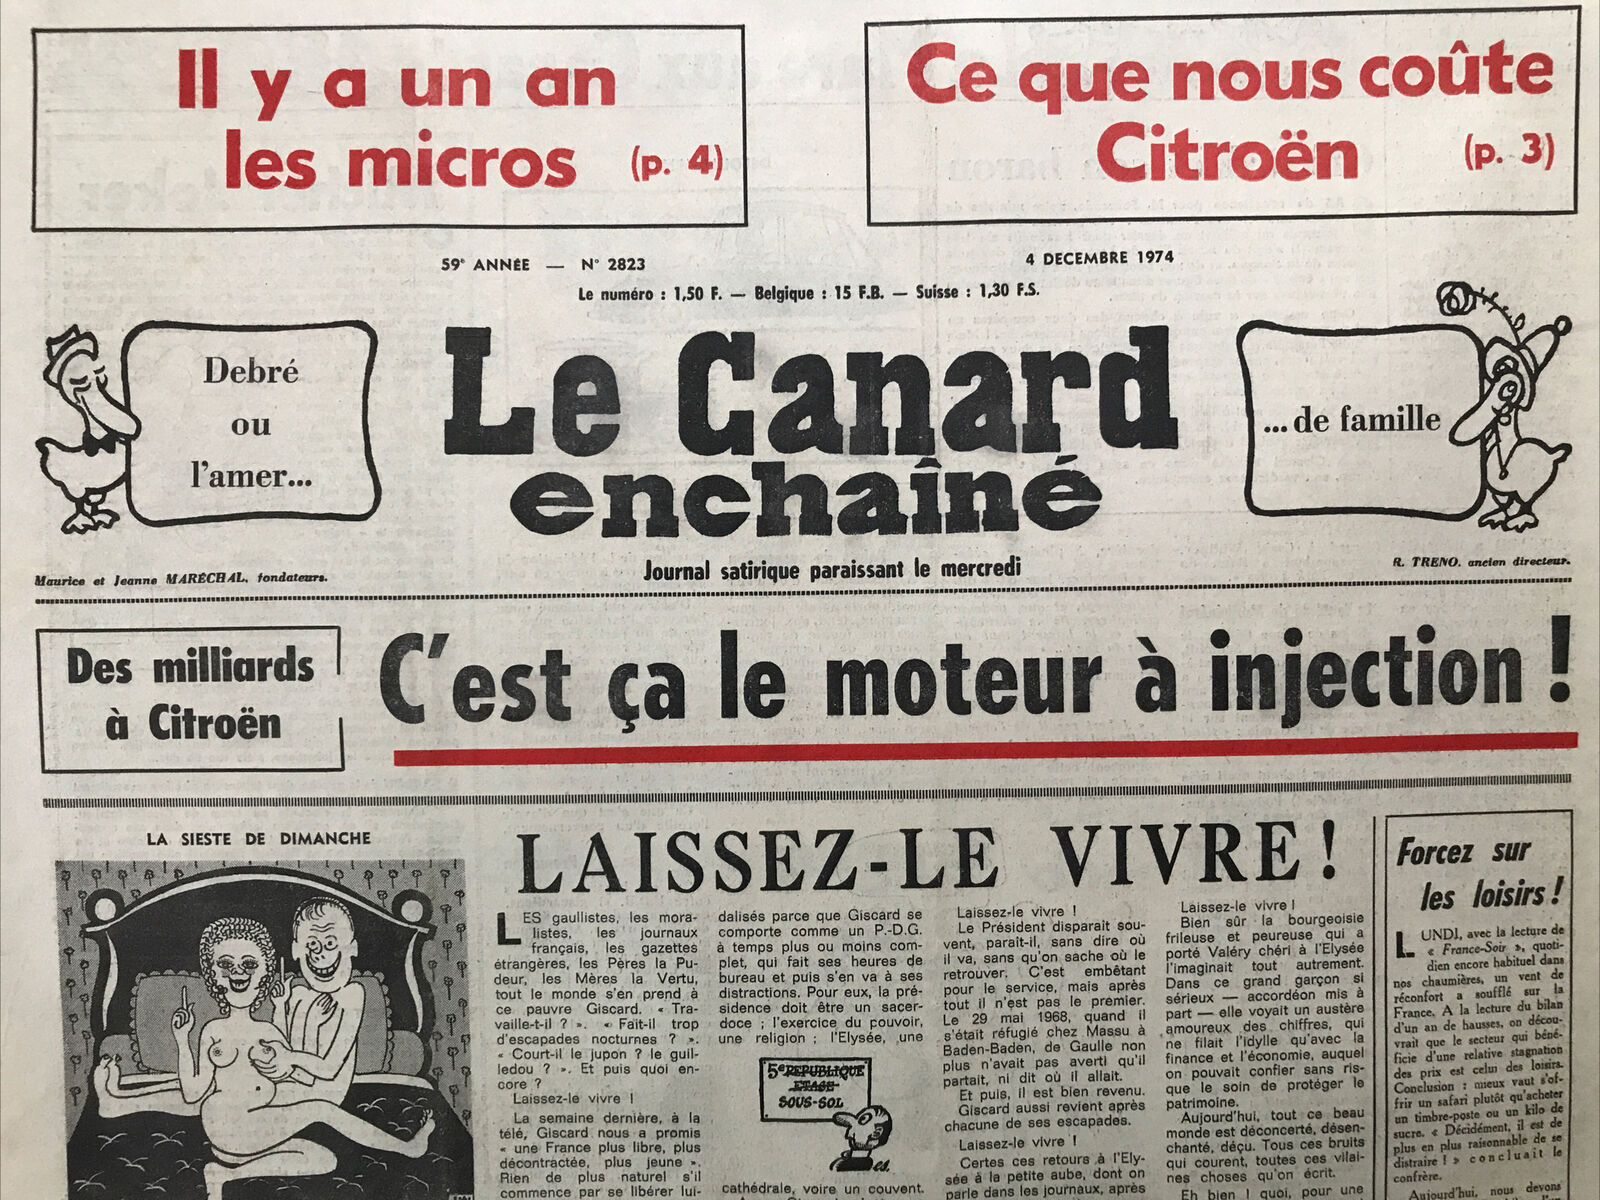 Il y a un an
les micros (p. 4)
Ce que nous coûte
Citroën (p. 3)
59e ANNÉE — N° 2823
4 DECEMBRE 1974
Le numéro : 1,50 F. — Belgique : 15 F.B. — Suisse : 1,30 F.S.
Debré
ou
l'amer...
Le Canard
enchaîné
...de famille
Maurice et Jeanne MARÉCHAL, fondateurs.
Journal satirique paraissant le mercredi
R. TRENO, ancien directeur.
Des milliards
à Citroën
C'est ça le moteur à injection !
LA SIESTE DE DIMANCHE
LAISSEZ-LE VIVRE !
LES gaullistes, les mora-
listes, les journaux
français, les gazettes
étrangères, les Pères la Pu-
deur, les Mères la Vertu,
tout le monde s'en prend à
ce pauvre Giscard. « Tra-
vaille-t-il ? ». « Fait-il trop
d'escapades nocturnes ? ».
« Court-il le jupon ? le guil-
ledou ? ». Et puis quoi en-
core ?
Laissez-le vivre !
La semaine dernière, à la
télé, Giscard nous a promis
« une France plus libre, plus
décontractée, plus jeune ».
Rien de plus naturel s'il
commence par se libérer lui-
dalisés parce que Giscard se
comporte comme un P.-D.G.
à temps plus ou moins com-
plet, qui fait ses heures de
bureau et puis s'en va à ses
distractions. Pour eux, la pré-
sidence doit être un sacer-
doce ; l'exercice du pouvoir,
une religion ; l'Elysée, une
5e REPUBLIQUE
ETAGE
SOUS-SOL
cathédrale, voire un couvent.
Laissez-le vivre !
Le Président disparait sou-
vent, parait-il, sans dire où
il va, sans qu'on sache où le
retrouver. C'est embêtant
pour le service, mais après
tout il n'est pas le premier.
Le 29 mai 1968, quand il
s'était réfugié chez Massu à
Baden-Baden, de Gaulle non
plus n'avait averti qu'il
partait, ni dit où il allait.
Et puis, il est bien revenu.
Giscard aussi revient après
chacune de ses escapades.
Laissez-le vivre !
Certes ces retours à l'Ely-
sée à la petite aube, dont on
parle dans les journaux, après
Laissez-le vivre !
Bien sûr la bourgeoisie
frileuse et peureuse qui a
porté Valéry chéri à l'Elysée
l'imaginait tout autrement.
Dans ce grand garçon si
sérieux — accordéon mis à
part — elle voyait un austère
amoureux des chiffres, qui
ne filait l'idylle qu'avec la
finance et l'économie, auquel
on pouvait confier sans ris-
que le soin de protéger le
patrimoine.
Aujourd'hui, tout ce beau
monde est déconcerté, désen-
chanté, déçu. Tous ces bruits
qui courent, toutes ces vilai-
nes choses qu'on écrit.
Eh bien ! quoi, pour une
Forcez sur
les loisirs !
LUNDI, avec la lecture de
« France-Soir », quoti-
dien encore habituel dans
nos chaumières, un vent de
réconfort a soufflé sur la
France. A la lecture du bilan
d'un an de hausses, on décou-
vrait que le secteur qui béné-
ficie d'une relative stagnation
des prix est celui des loisirs.
Conclusion : mieux vaut s'of-
frir un safari plutôt qu'acheter
un timbre-poste ou un kilo de
sucre. « Décidément, il est de
plus en plus raisonnable de se
distraire ! » concluait le
confrère.
Aujourd'hui, nous devons